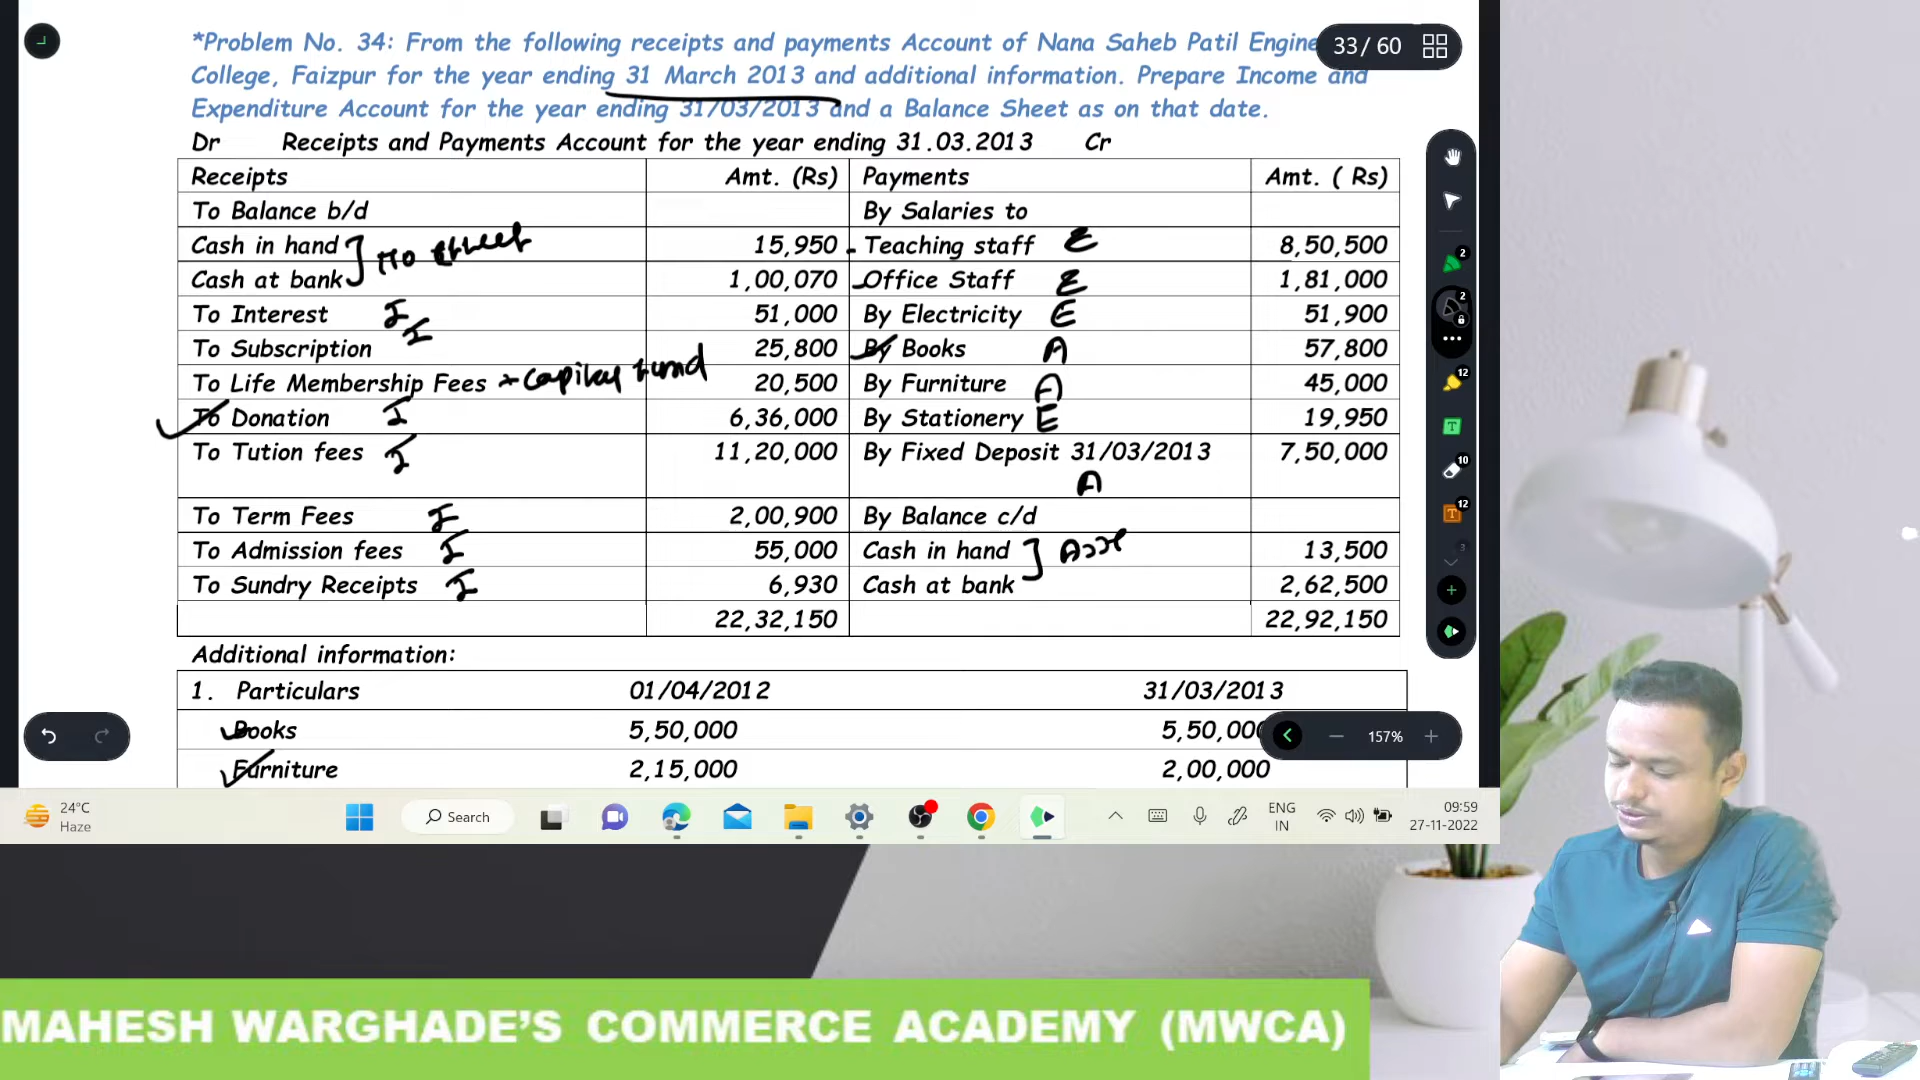 *Problem No. 34: From the following receipts and payments Account of Nana Saheb Patil Engine
33/ 60
College, Faizpur for the year ending 31 March 2013 and additional information. Prepare Income and
Expenditure Account for the year ending 31/03/2013 and a Balance Sheet as on that date.
Dr Receipts and Payments Account for the year ending 31.03.2013 Cr
Receipts Amt. (Rs) Payments Amt. ( Rs)
To Balance b/d By Salaries to
Cash in hand 15,950 Teaching staff E 8,50,500
Cash at bank 1,00,070 Office Staff E 1,81,000
To Interest I 51,000 By Electricity E 51,900
To Subscription I 25,800 By Books A 57,800
To Life Membership Fees capital fund 20,500 By Furniture A 45,000
To Donation I 6,36,000 By Stationery E 19,950
To Tution fees I 11,20,000 By Fixed Deposit 31/03/2013 7,50,000
A
To Term Fees I 2,00,900 By Balance c/d
To Admission fees I 55,000 Cash in hand 13,500
To Sundry Receipts I 6,930 Cash at bank 2,62,500
22,32,150 22,92,150
Additional information:
1. Particulars 01/04/2012 31/03/2013
Books 5,50,000 5,50,00
Furniture 2,15,000 2,00,000
157%
2
2
12
T
10
T 12
3
24°C
Haze
Search
ENG
IN
09:59
27-11-2022
MAHESH WARGHADE'S COMMERCE ACADEMY (MWCA)